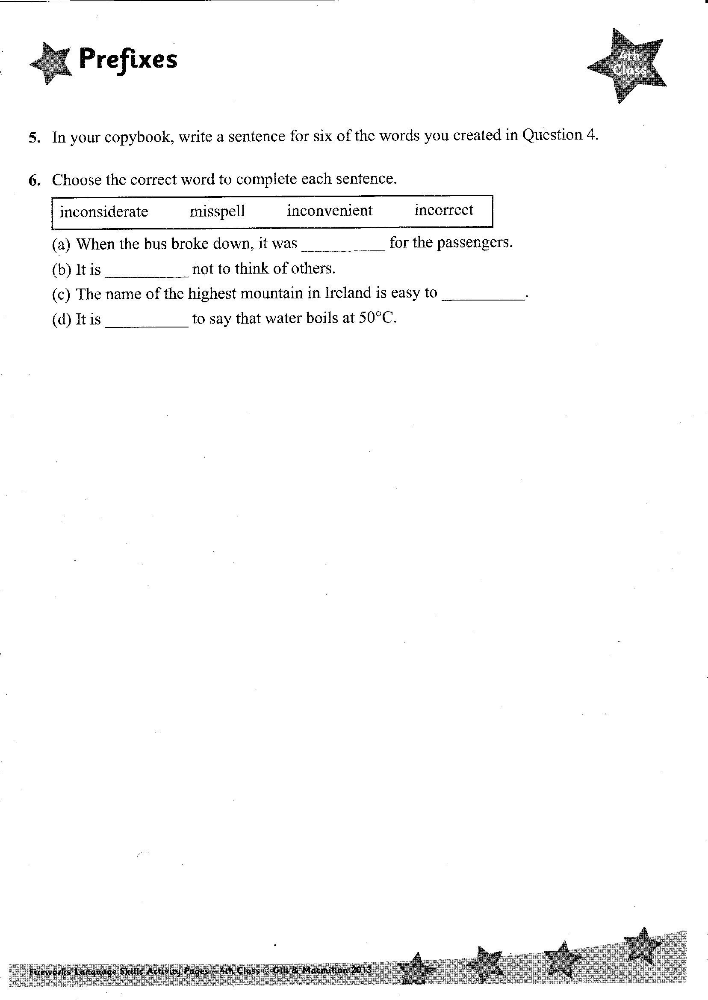 Prefixes
4th
Class
5. In your copybook, write a sentence for six of the words you created in Question 4.
6. Choose the correct word to complete each sentence.
inconsiderate misspell inconvenient incorrect
(a) When the bus broke down, it was __________ for the passengers.
(b) It is __________ not to think of others.
(c) The name of the highest mountain in Ireland is easy to __________.
(d) It is __________ to say that water boils at 50°C.
Fireworks Language Skills Activity Pages – 4th Class © Gill & Macmillan 2013